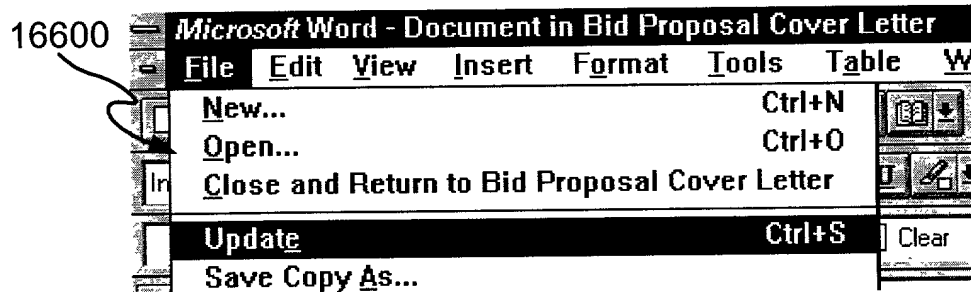 16600
Microsoft Word - Document in Bid Proposal Cover Letter
File Edit View Insert Format Tools Table W
New... Ctrl+N
Open... Ctrl+O
In
Close and Return to Bid Proposal Cover Letter
Update Ctrl+S
Clear
Save Copy As...